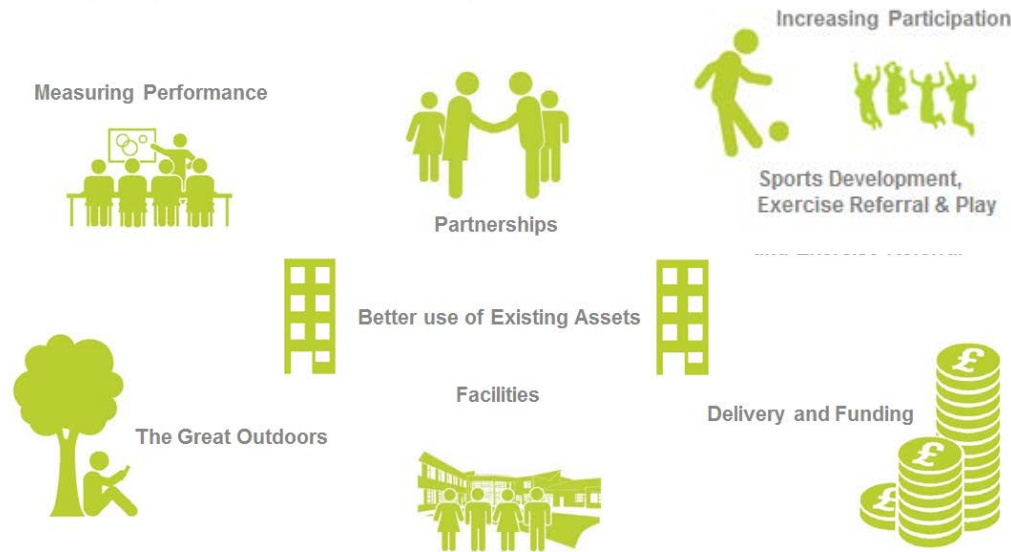 Increasing Participation
Measuring Performance
Sports Development,
Exercise Referral & Play
Partnerships
Better use of Existing Assets
Facilities
Delivery and Funding
The Great Outdoors
£
£
£